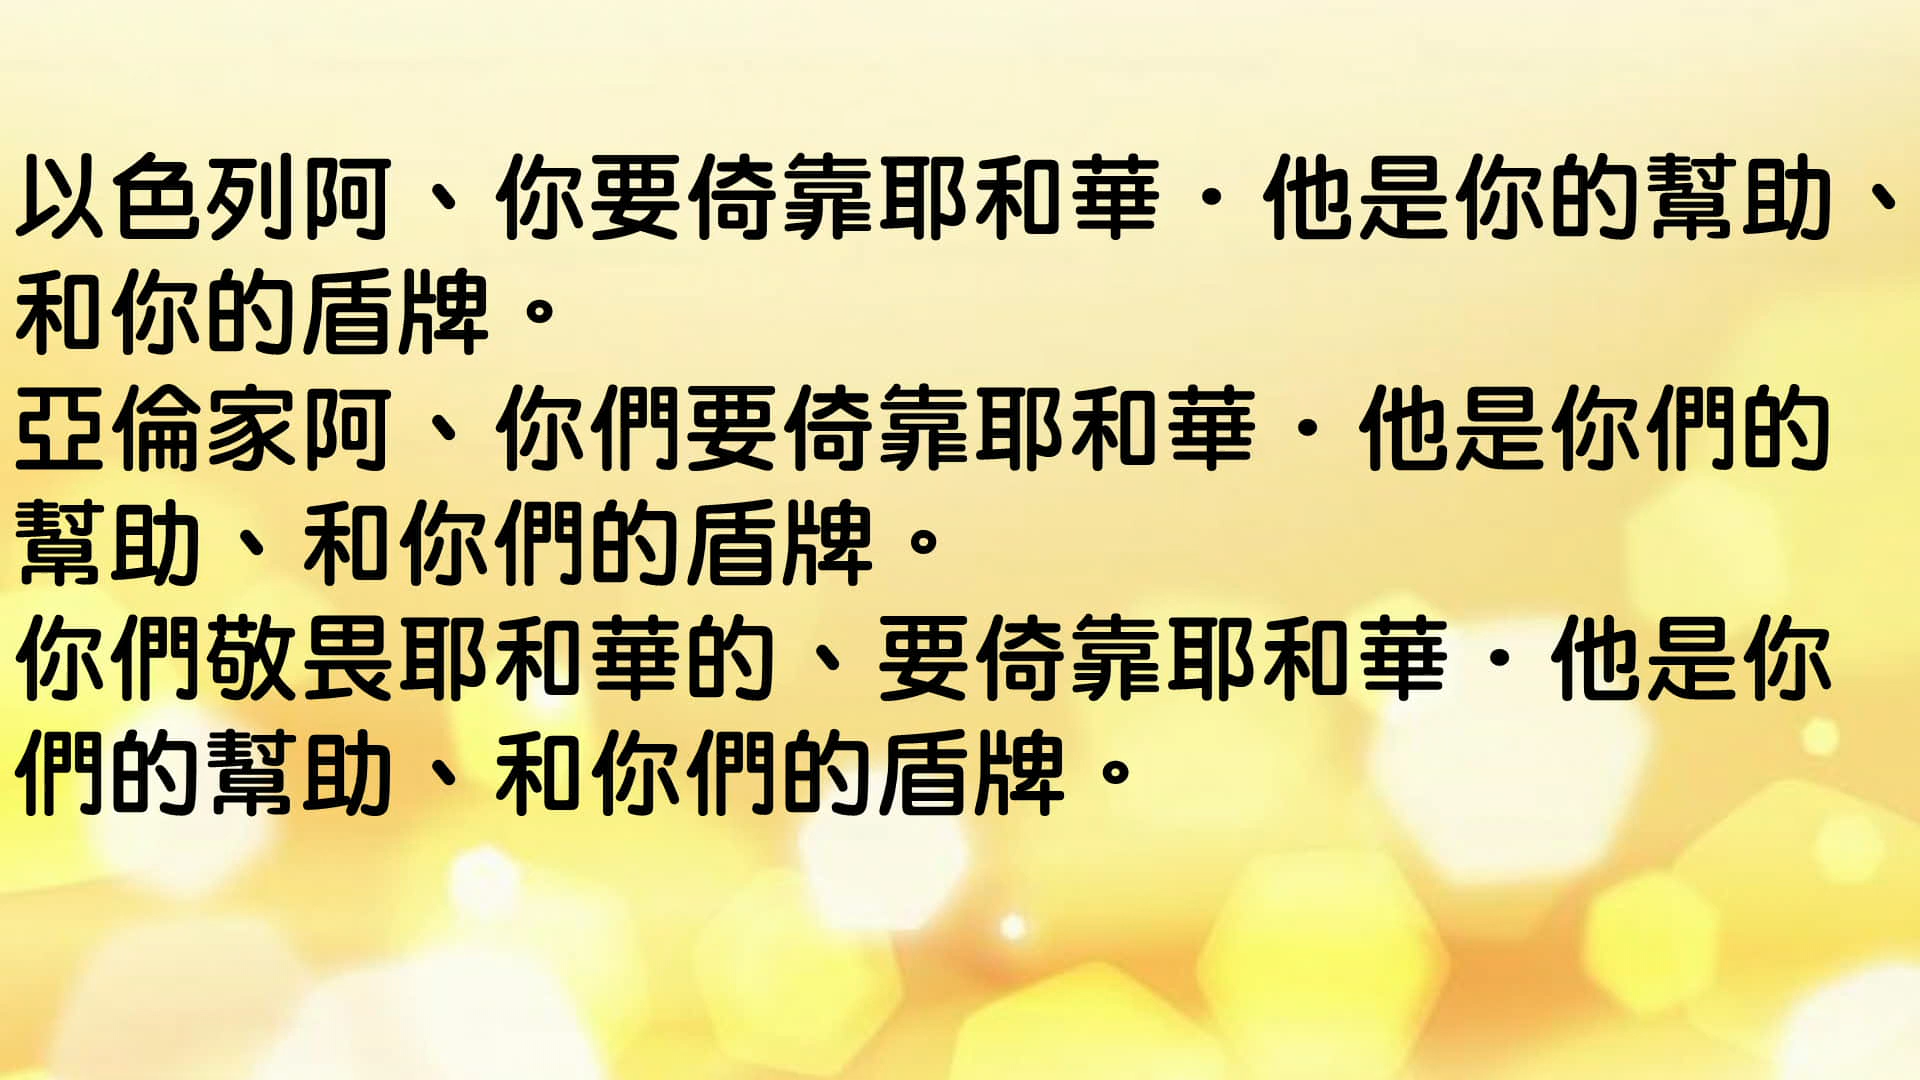 以色列阿、你要倚靠耶和華．他是你的幫助、
和你的盾牌。
亞倫家阿、你們要倚靠耶和華．他是你們的
幫助、和你們的盾牌。
你們敬畏耶和華的、要倚靠耶和華．他是你
們的幫助、和你們的盾牌。